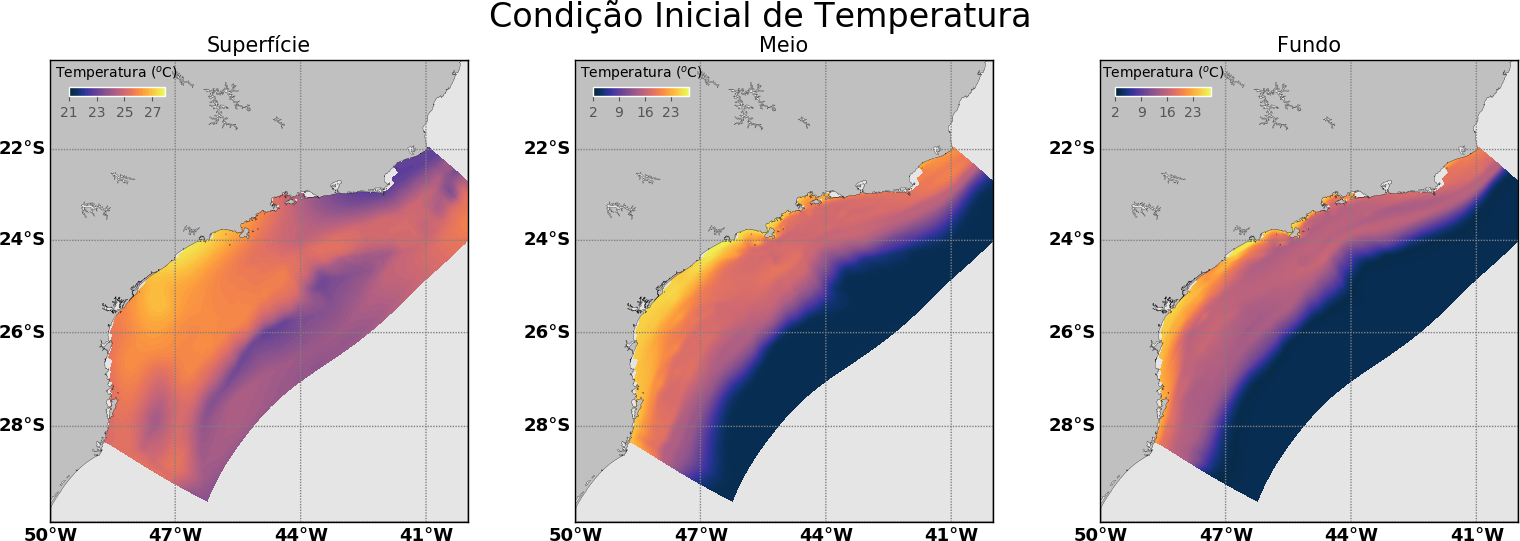 Condição Inicial de Temperatura
Superfície
Temperatura (ºC)
21 23 25 27
22°S
24°S
26°S
28°S
50°W 47°W 44°W 41°W
Meio
Temperatura (ºC)
2 9 16 23
22°S
24°S
26°S
28°S
50°W 47°W 44°W 41°W
Fundo
Temperatura (ºC)
2 9 16 23
22°S
24°S
26°S
28°S
50°W 47°W 44°W 41°W